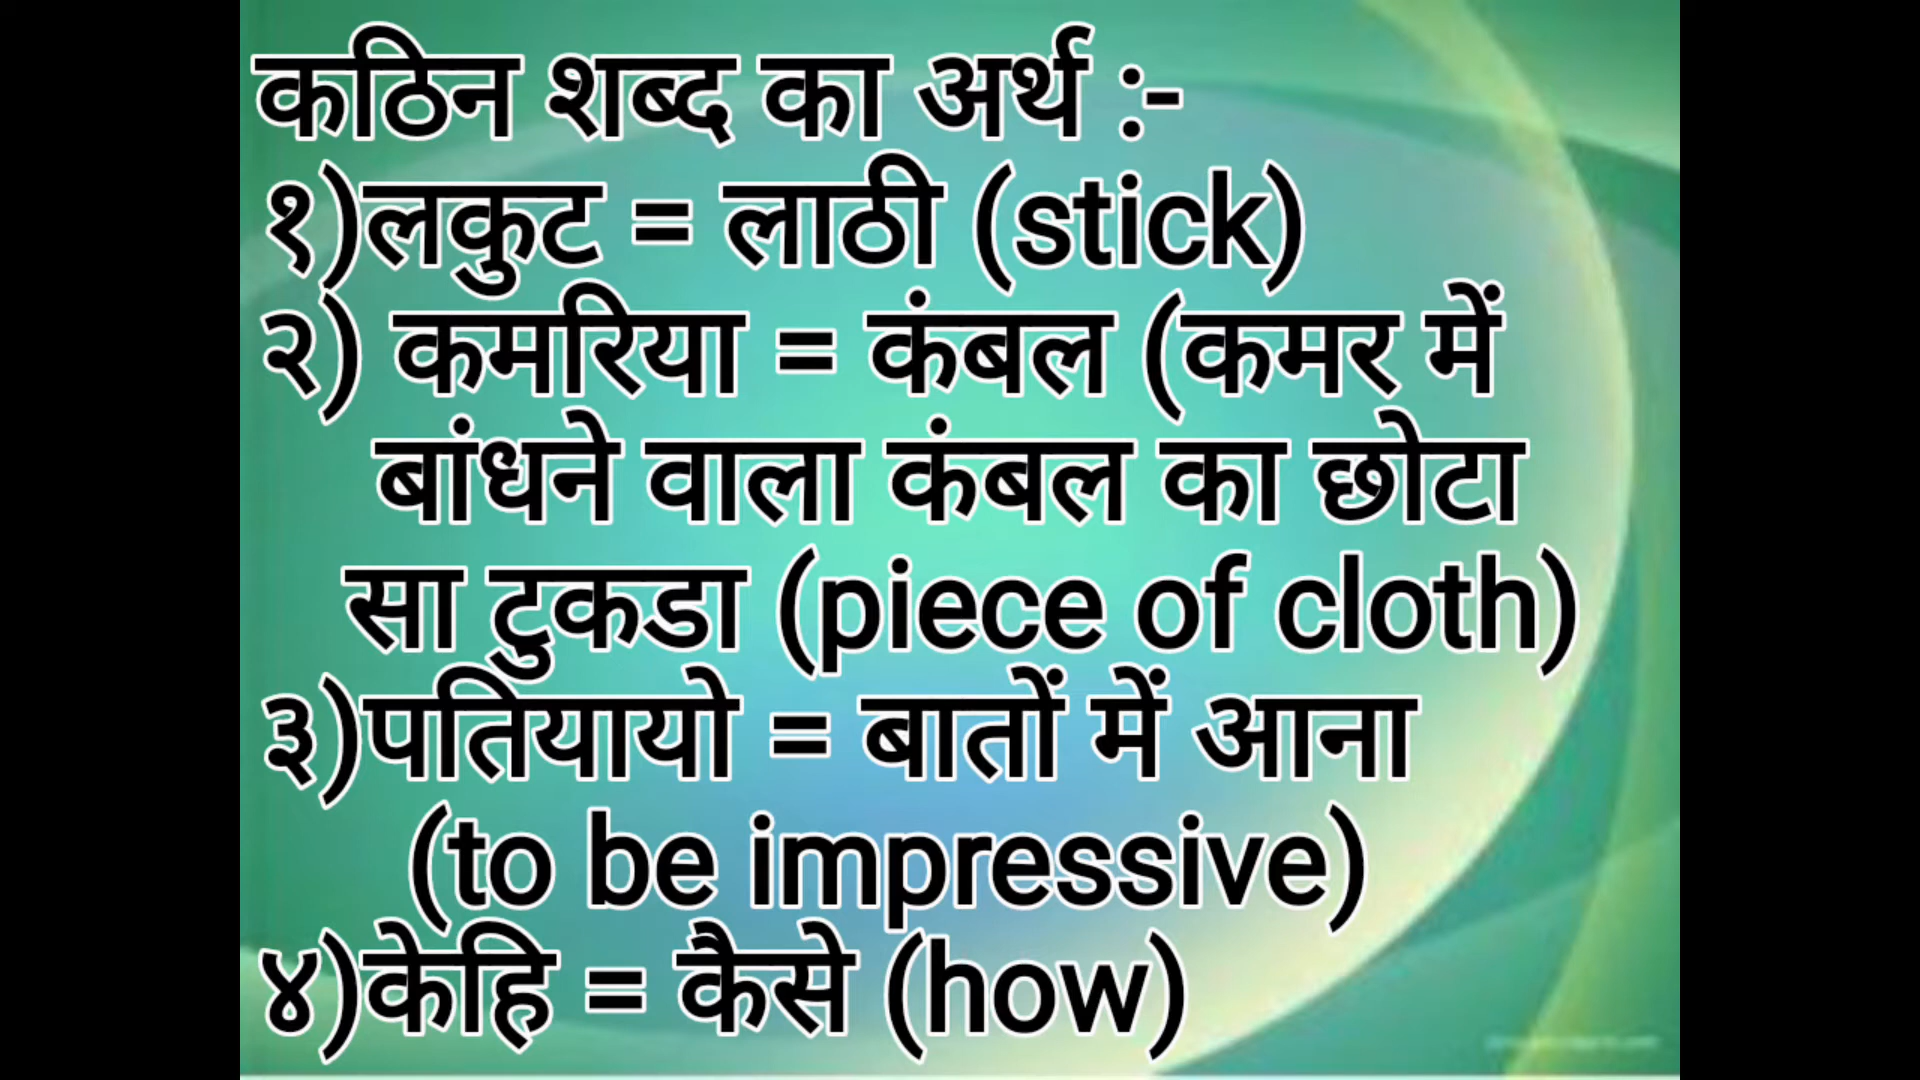 कठिन शब्द का अर्थ :-
१)लकुट = लाठी (stick)
२) कमरिया = कंबल (कमर में
बांधने वाला कंबल का छोटा
सा टुकडा (piece of cloth)
३)पतियायो = बातों में आना
(to be impressive)
४)केहि = कैसे (how)